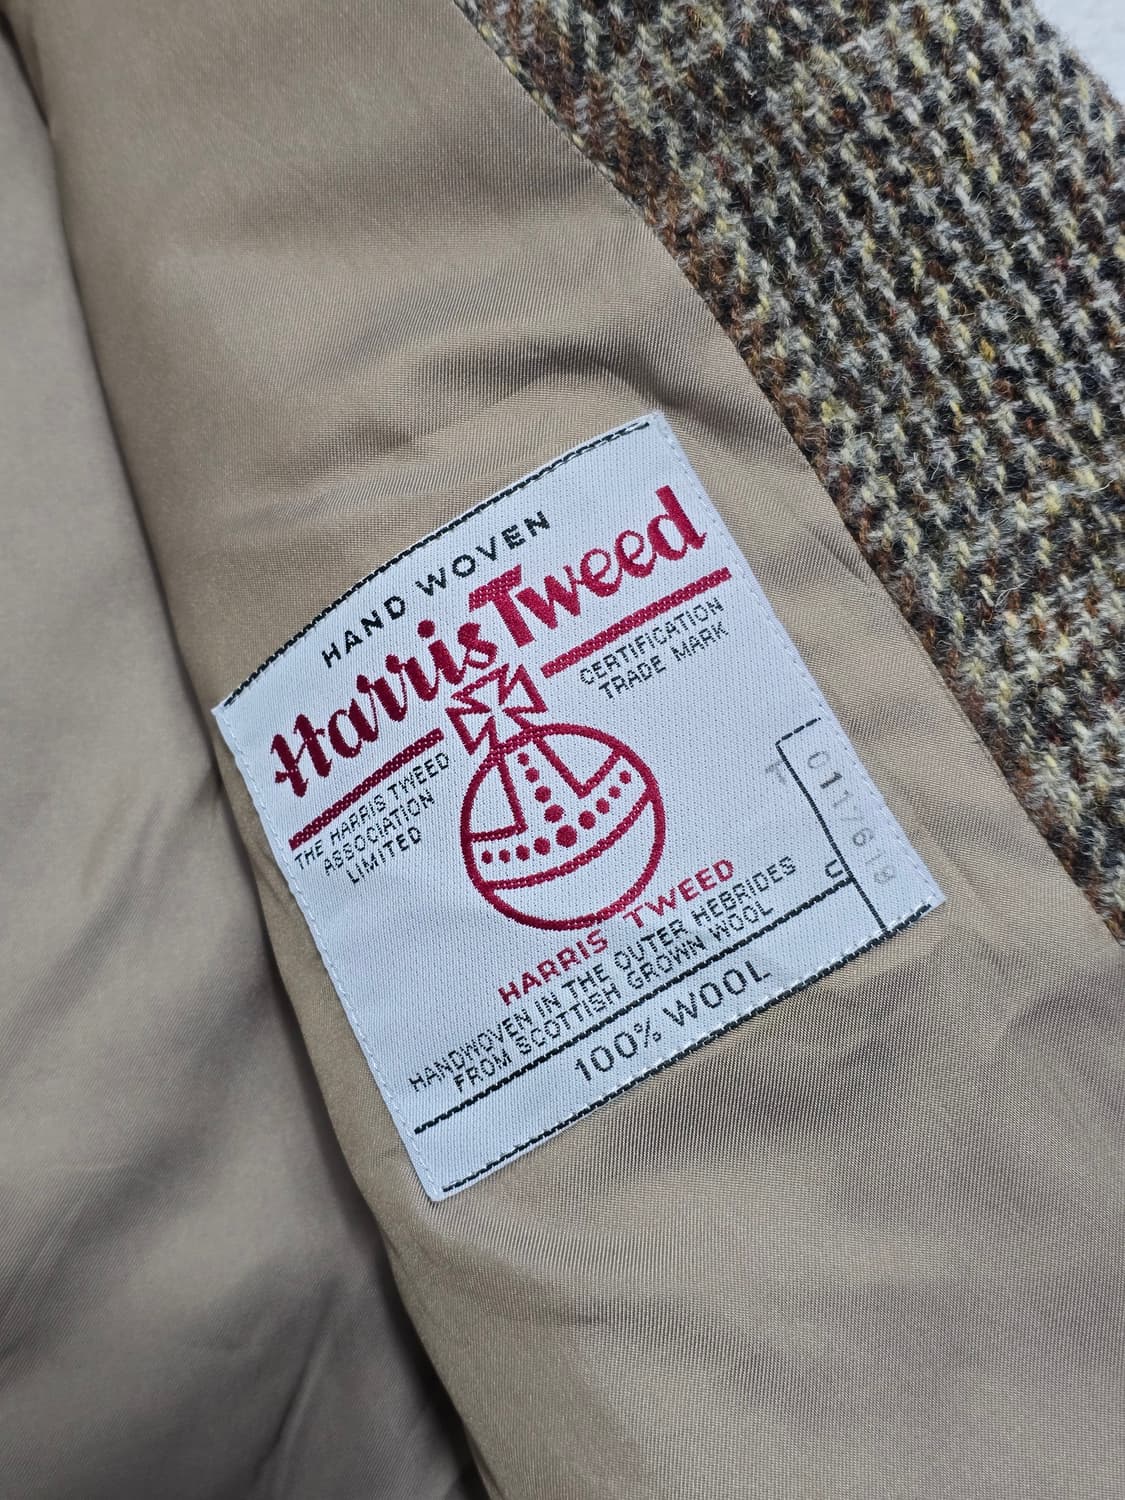 HAND WOVEN
Harris Tweed
THE HARRIS TWEED
ASSOCIATION
LIMITED
CERTIFICATION
TRADE MARK
HARRIS TWEED
HANDWOVEN IN THE OUTER HEBRIDES
FROM SCOTTISH GROWN WOOL
100% WOOL